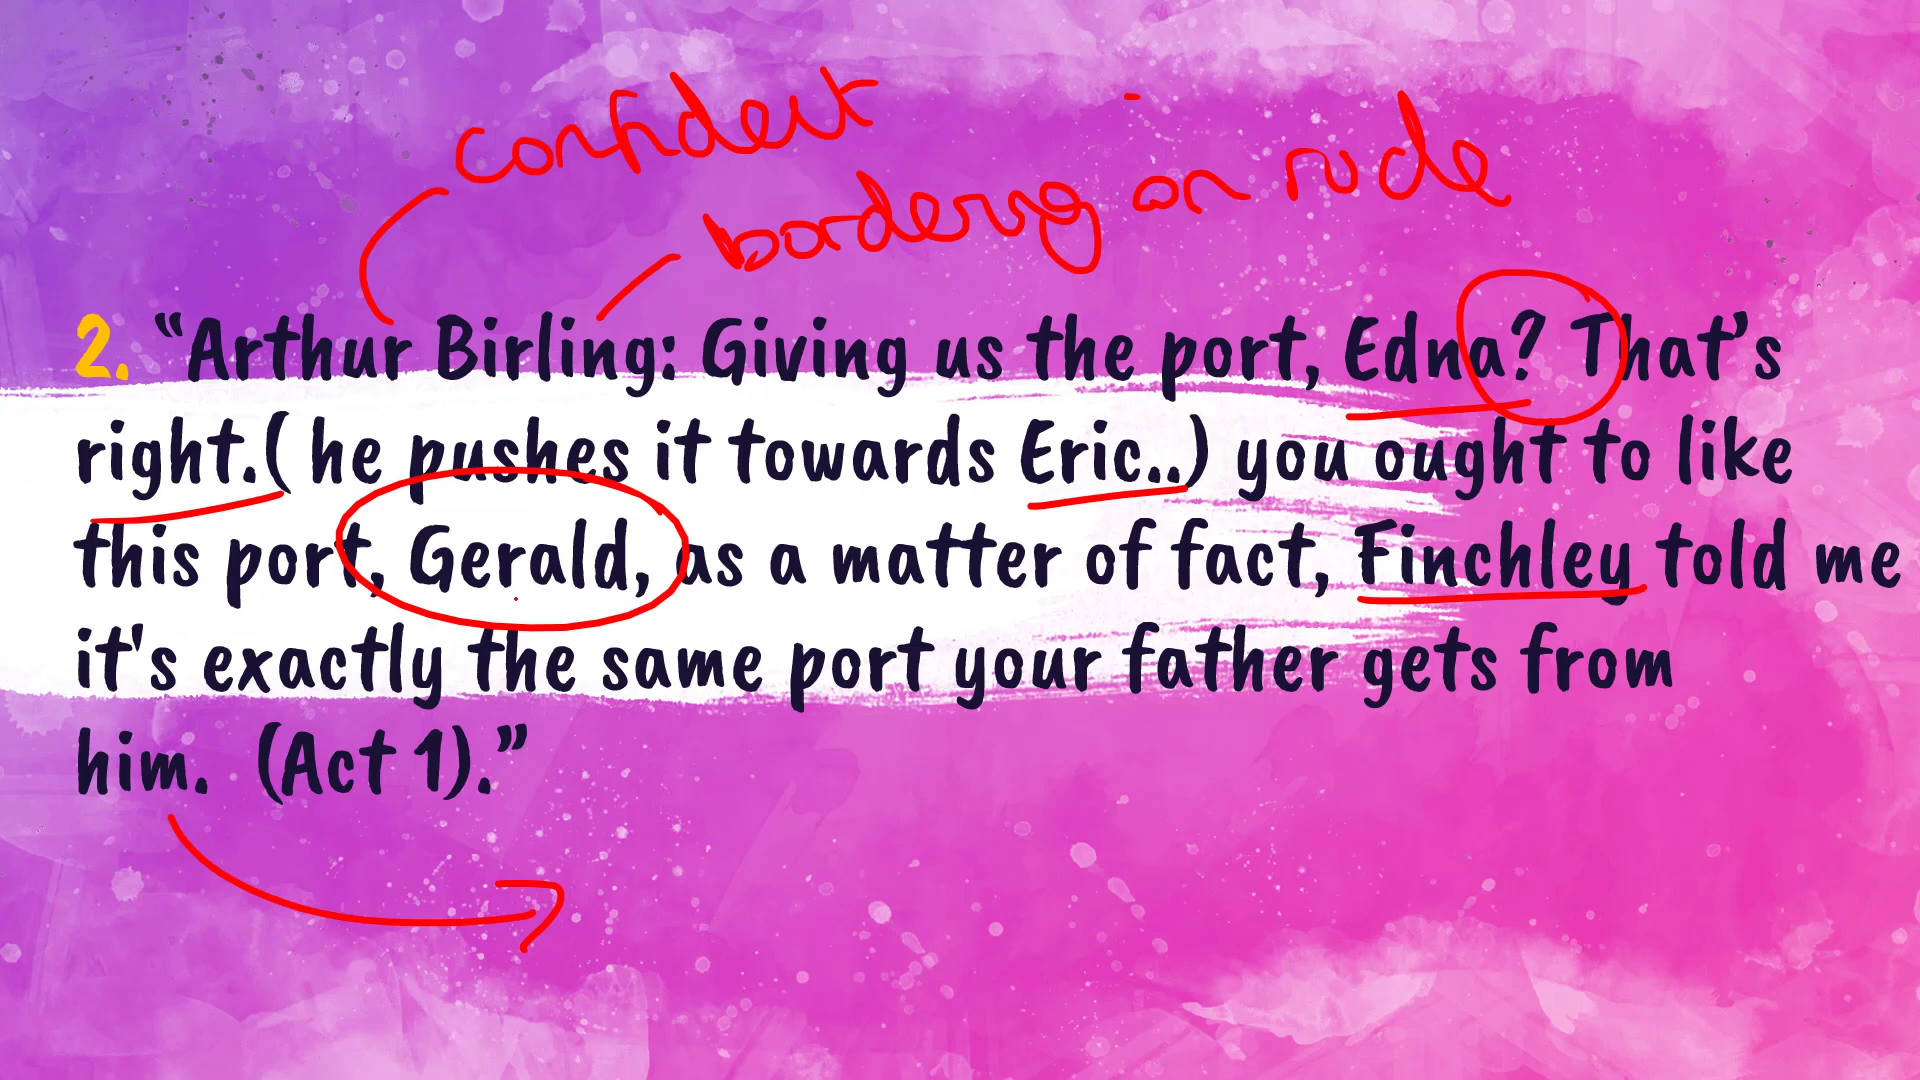 confident
bordering on rude
2. “Arthur Birling: Giving us the port, Edna? That’s
right.( he pushes it towards Eric..) you ought to like
this port, Gerald, as a matter of fact, Finchley told me
it's exactly the same port your father gets from
him. (Act 1).”